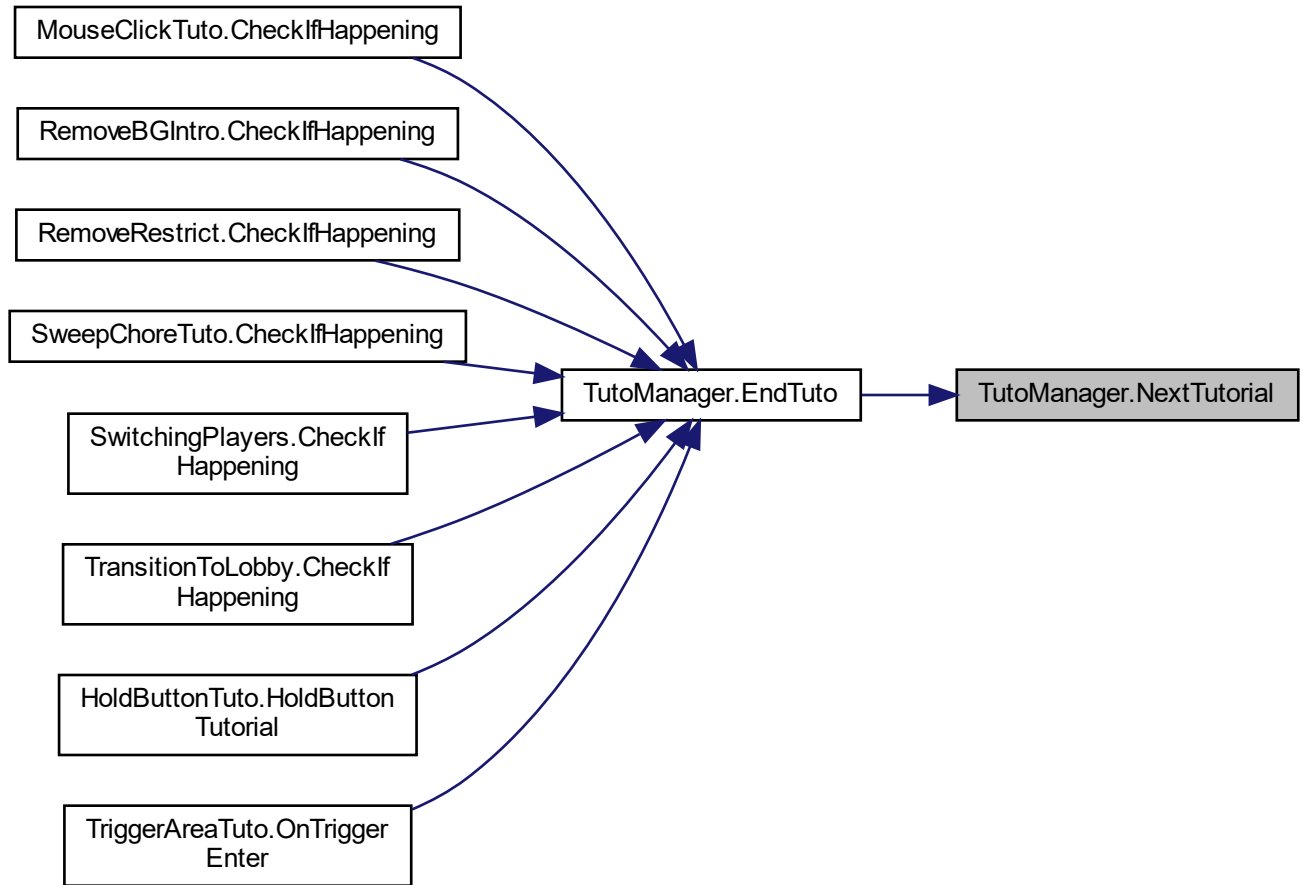 MouseClickTuto.CheckIfHappening
RemoveBGIntro.CheckIfHappening
RemoveRestrict.CheckIfHappening
SweepChoreTuto.CheckIfHappening
SwitchingPlayers.CheckIf
Happening
TransitionToLobby.CheckIf
Happening
HoldButtonTuto.HoldButton
Tutorial
TriggerAreaTuto.OnTrigger
Enter
TutoManager.EndTuto
TutoManager.NextTutorial